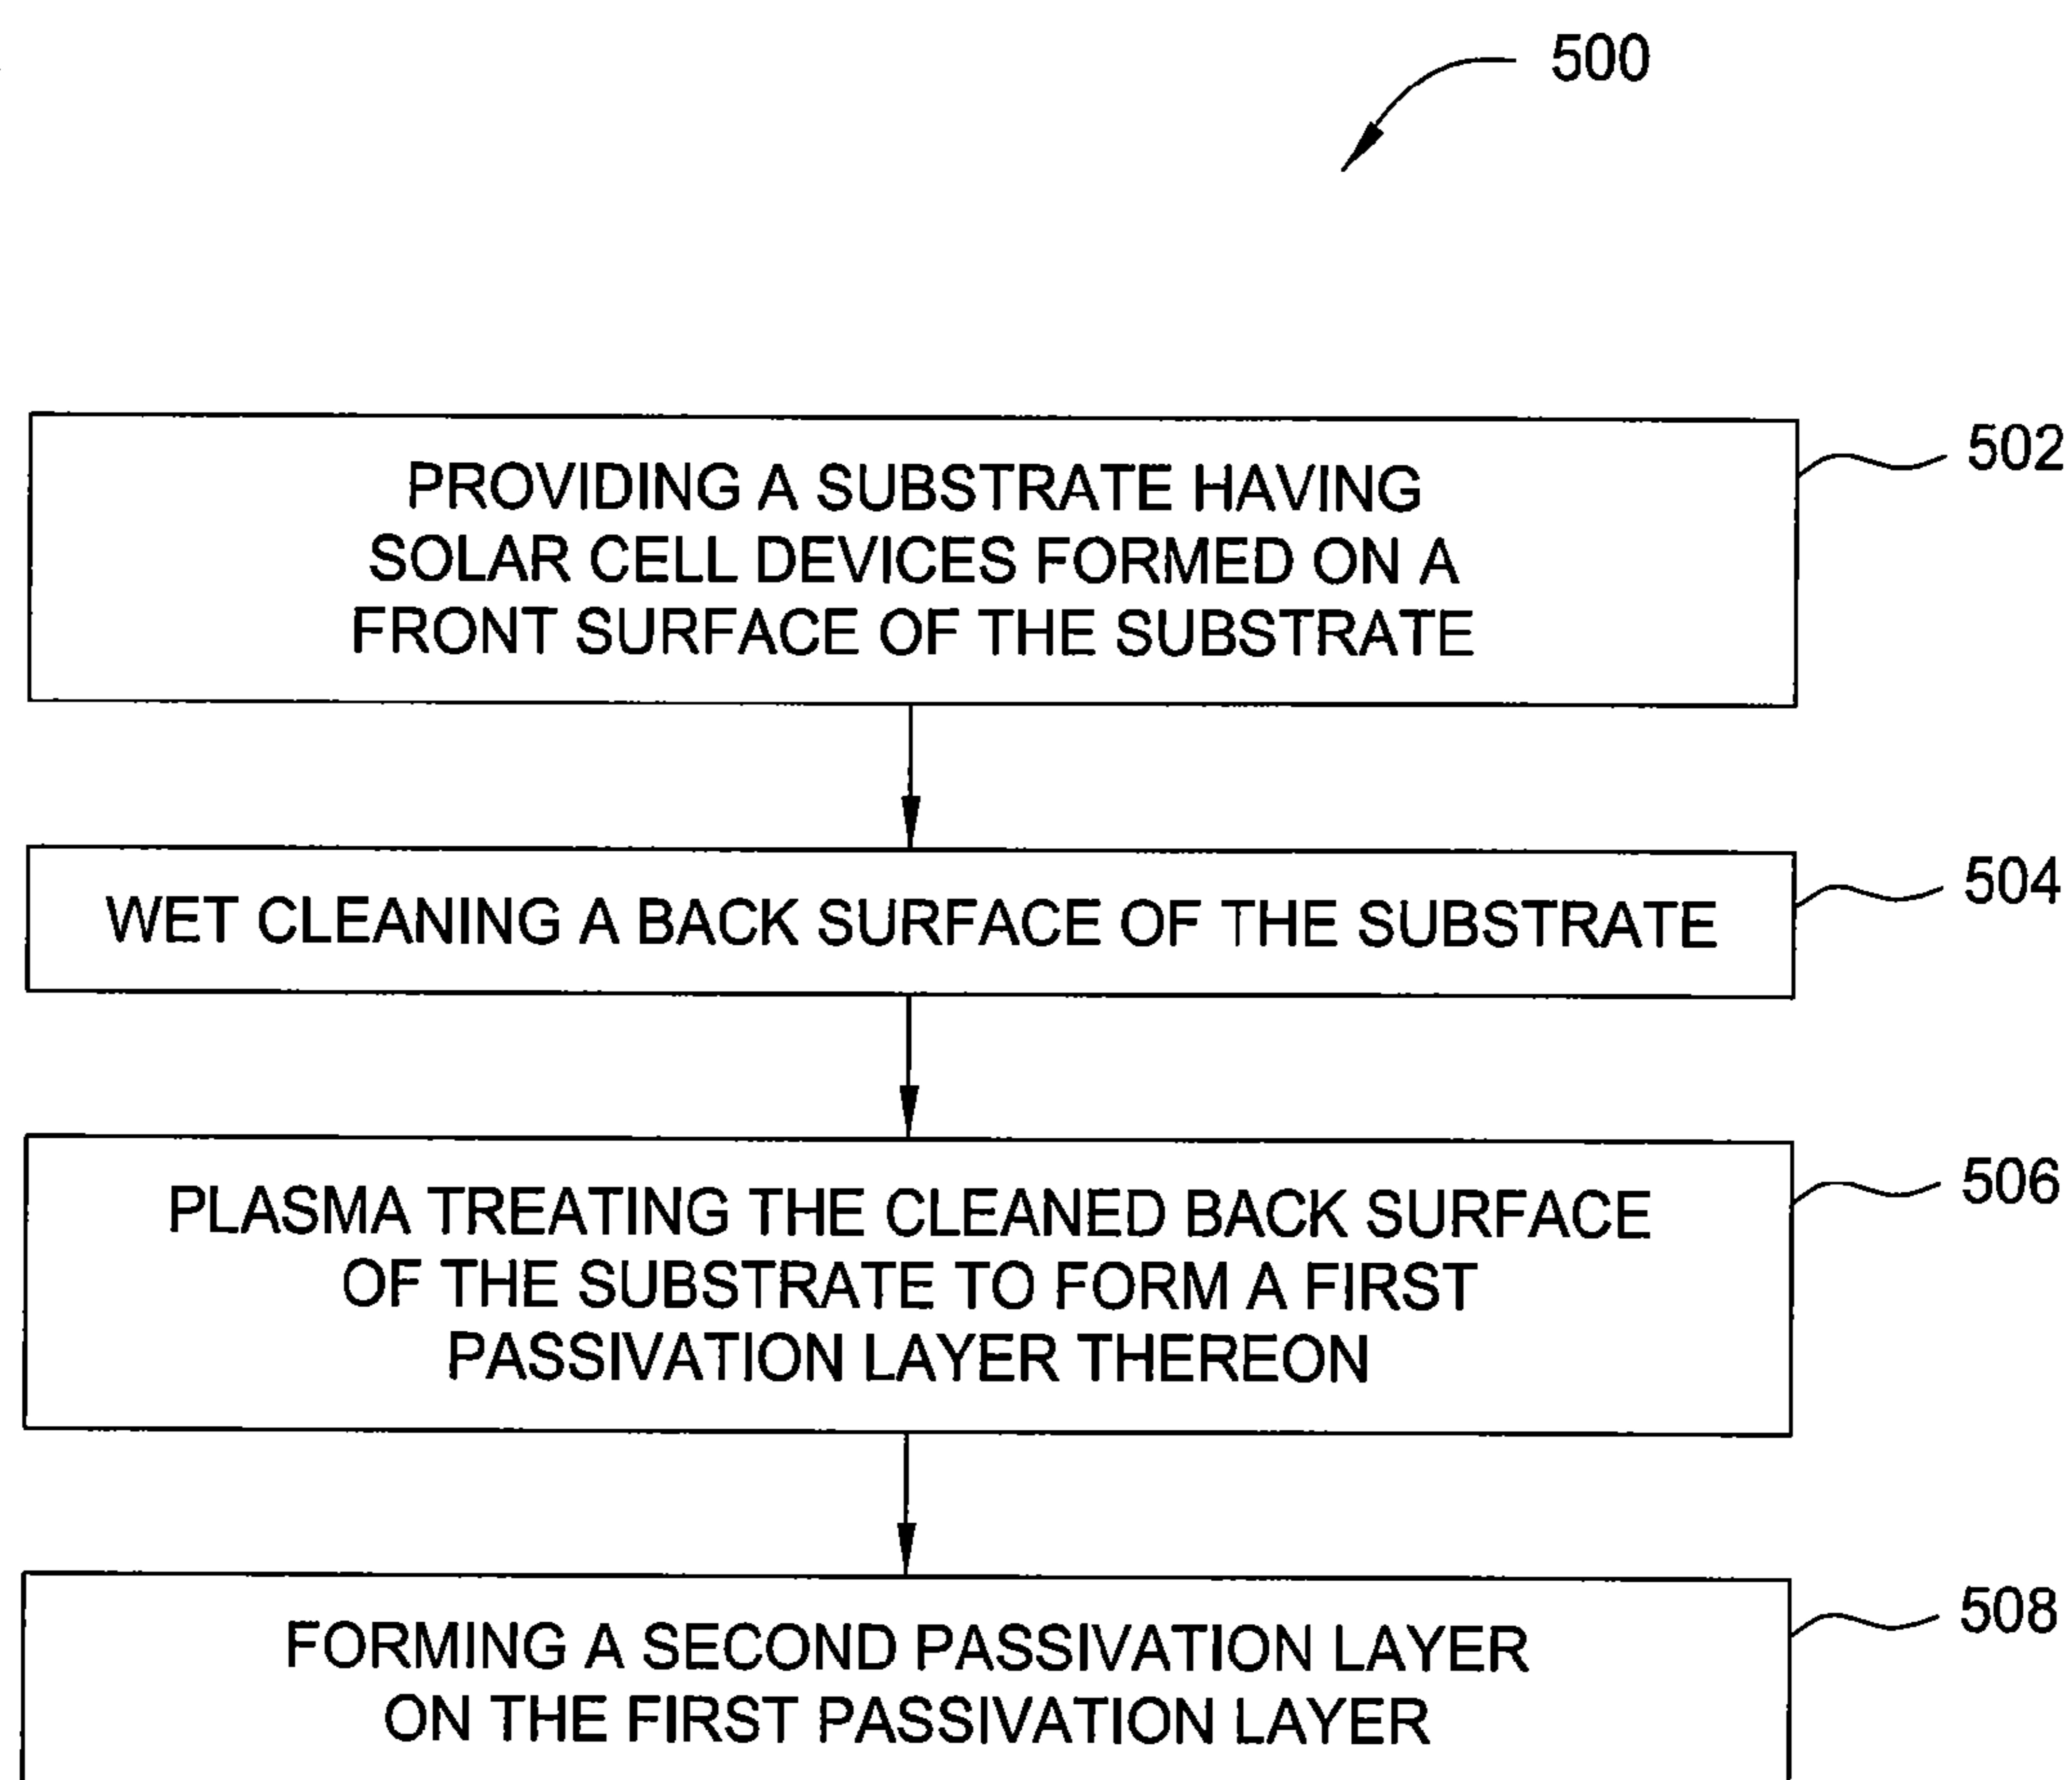 500
PROVIDING A SUBSTRATE HAVING
SOLAR CELL DEVICES FORMED ON A
FRONT SURFACE OF THE SUBSTRATE
502
WET CLEANING A BACK SURFACE OF THE SUBSTRATE
504
PLASMA TREATING THE CLEANED BACK SURFACE
OF THE SUBSTRATE TO FORM A FIRST
PASSIVATION LAYER THEREON
506
FORMING A SECOND PASSIVATION LAYER
ON THE FIRST PASSIVATION LAYER
508